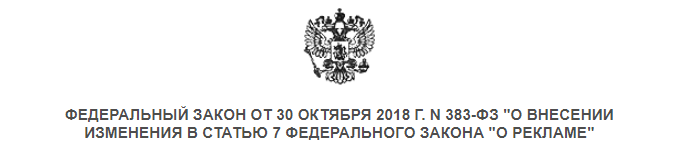 ФЕДЕРАЛЬНЫЙ ЗАКОН ОТ 30 ОКТЯБРЯ 2018 Г. N 383-ФЗ "О ВНЕСЕНИИ
ИЗМЕНЕНИЯ В СТАТЬЮ 7 ФЕДЕРАЛЬНОГО ЗАКОНА "О РЕКЛАМЕ"